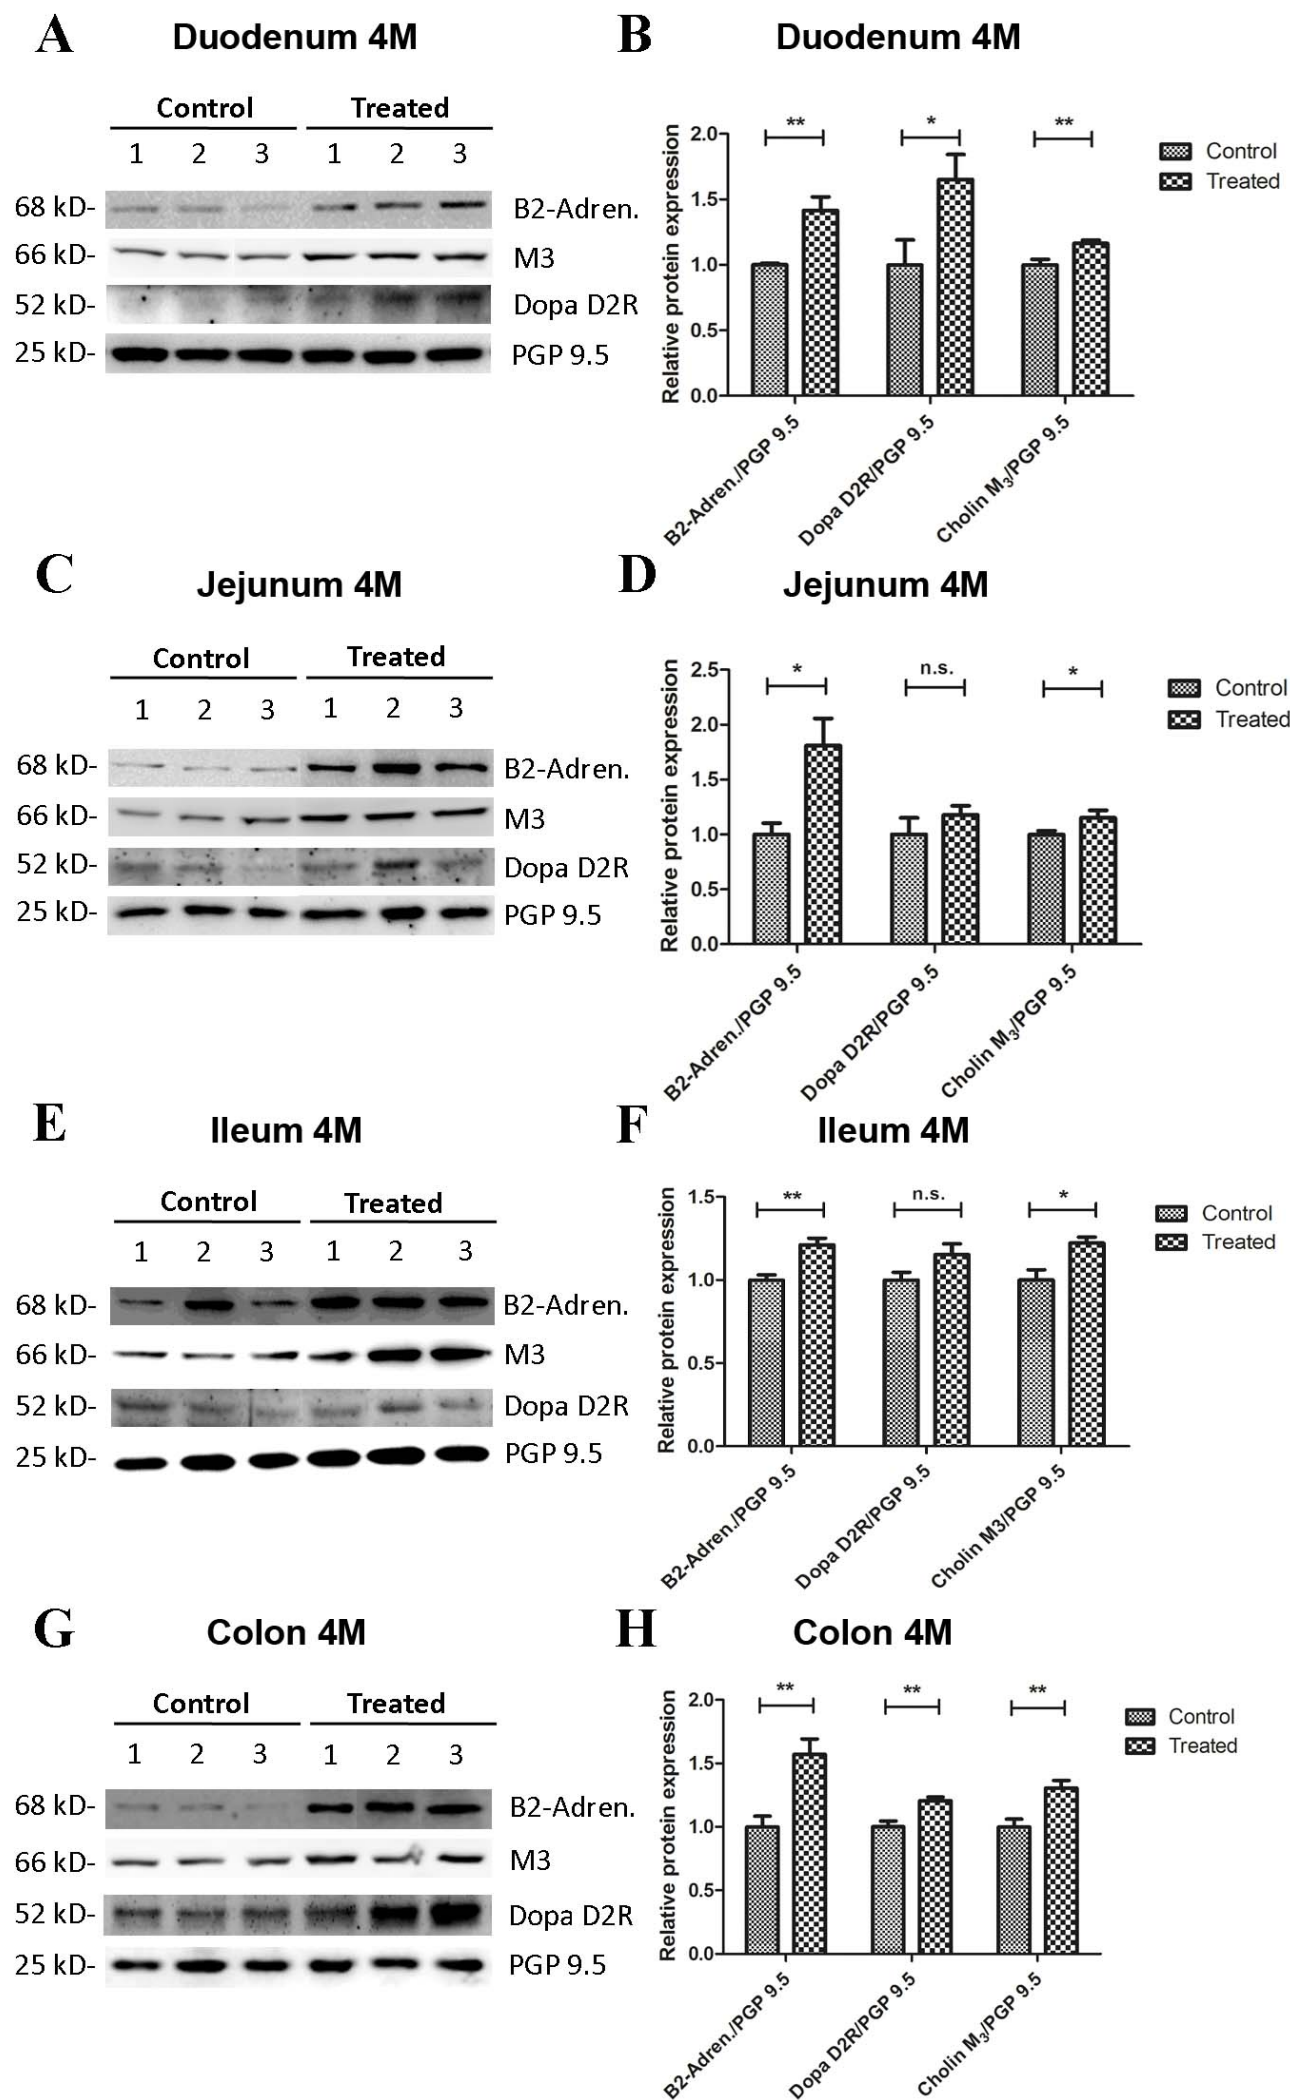 A
Duodenum 4M
Control Treated
1 2 3 1 2 3
68 kD- B2-Adren.
66 kD- M3
52 kD- Dopa D2R
25 kD- PGP 9.5
B
Duodenum 4M
Relative protein expression
2.0
1.5
1.0
0.5
0.0
** * **
Control
Treated
B2-Adren./PGP 9.5
Dopa D2R/PGP 9.5
Cholin M3/PGP 9.5
C
Jejunum 4M
Control Treated
1 2 3 1 2 3
68 kD- B2-Adren.
66 kD- M3
52 kD- Dopa D2R
25 kD- PGP 9.5
D
Jejunum 4M
Relative protein expression
2.5
2.0
1.5
1.0
0.5
0.0
* n.s. *
Control
Treated
B2-Adren./PGP 9.5
Dopa D2R/PGP 9.5
Cholin M3/PGP 9.5
E
Ileum 4M
Control Treated
1 2 3 1 2 3
68 kD- B2-Adren.
66 kD- M3
52 kD- Dopa D2R
25 kD- PGP 9.5
F
Ileum 4M
Relative protein expression
1.5
1.0
0.5
0.0
** n.s. *
Control
Treated
B2-Adren./PGP 9.5
Dopa D2R/PGP 9.5
Cholin M3/PGP 9.5
G
Colon 4M
Control Treated
1 2 3 1 2 3
68 kD- B2-Adren.
66 kD- M3
52 kD- Dopa D2R
25 kD- PGP 9.5
H
Colon 4M
Relative protein expression
2.0
1.5
1.0
0.5
0.0
** ** **
Control
Treated
B2-Adren./PGP 9.5
Dopa D2R/PGP 9.5
Cholin M3/PGP 9.5